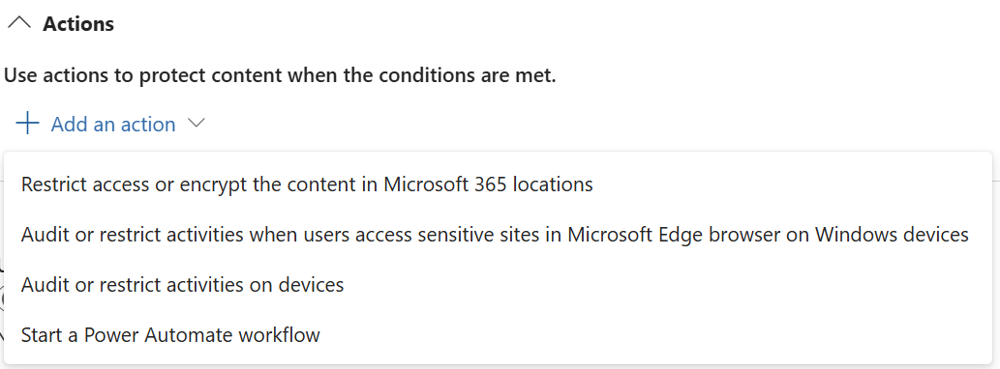 Actions
Use actions to protect content when the conditions are met.
Add an action
Restrict access or encrypt the content in Microsoft 365 locations
Audit or restrict activities when users access sensitive sites in Microsoft Edge browser on Windows devices
Audit or restrict activities on devices
Start a Power Automate workflow